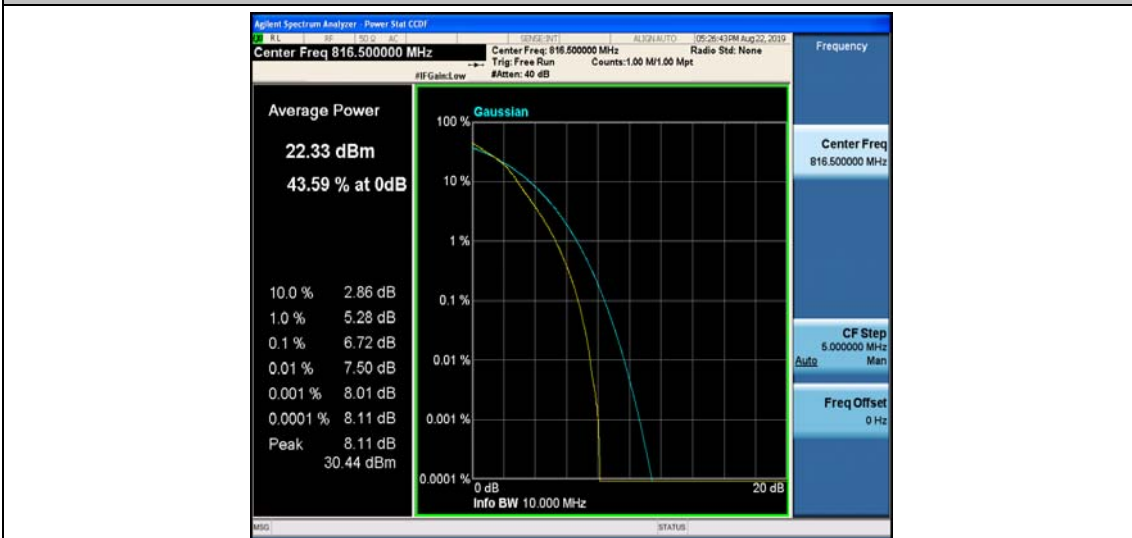 Agilent Spectrum Analyzer - Power Stat CCDF
RL RF 50 Ω AC SENSE:INT ALIGN AUTO 05:26:43PM Aug 22, 2019
Center Freq 816.500000 MHz
Center Freq: 816.500000 MHz Radio Std: None
Trig: Free Run Counts:1.00 M/1.00 Mpt
#IFGain:Low #Atten: 40 dB
Frequency
Average Power
22.33 dBm
43.59 % at 0dB
10.0 % 2.86 dB
1.0 % 5.28 dB
0.1 % 6.72 dB
0.01 % 7.50 dB
0.001 % 8.01 dB
0.0001 % 8.11 dB
Peak 8.11 dB
30.44 dBm
Gaussian
100 %
10 %
1 %
0.1 %
0.01 %
0.001 %
0.0001 %
0 dB 20 dB
Info BW 10.000 MHz
Center Freq
816.500000 MHz
CF Step
5.000000 MHz
Auto Man
Freq Offset
0 Hz
MSG STATUS